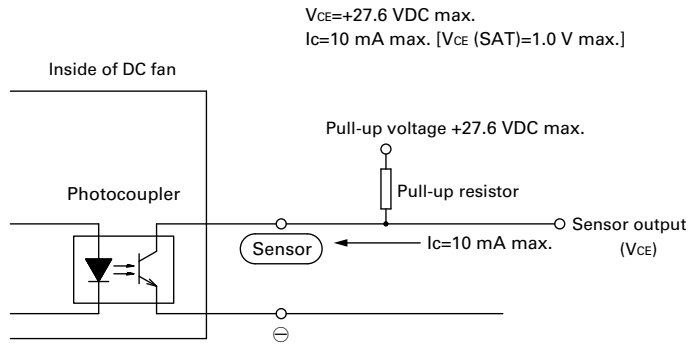 VCE=+27.6 VDC max.
Ic=10 mA max. [VCE (SAT)=1.0 V max.]
Inside of DC fan
Pull-up voltage +27.6 VDC max.
Photocoupler
Pull-up resistor
Sensor output
(VCE)
Sensor
Ic=10 mA max.
⊖